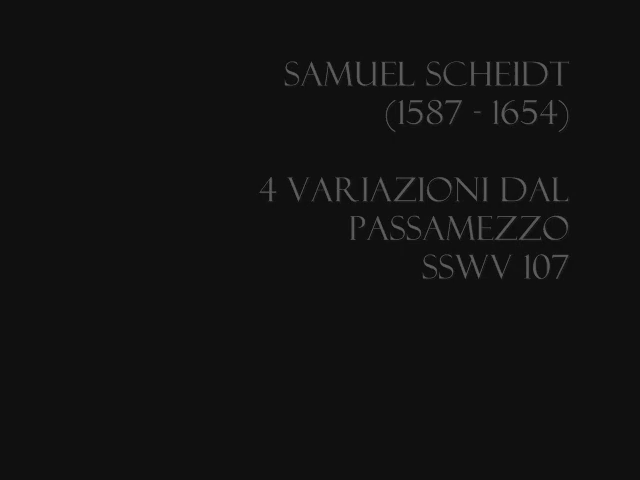 SAMUEL SCHEIDT
(1587 - 1654)
4 VARIAZIONI DAL
PASSAMEZZO
SSWV 107